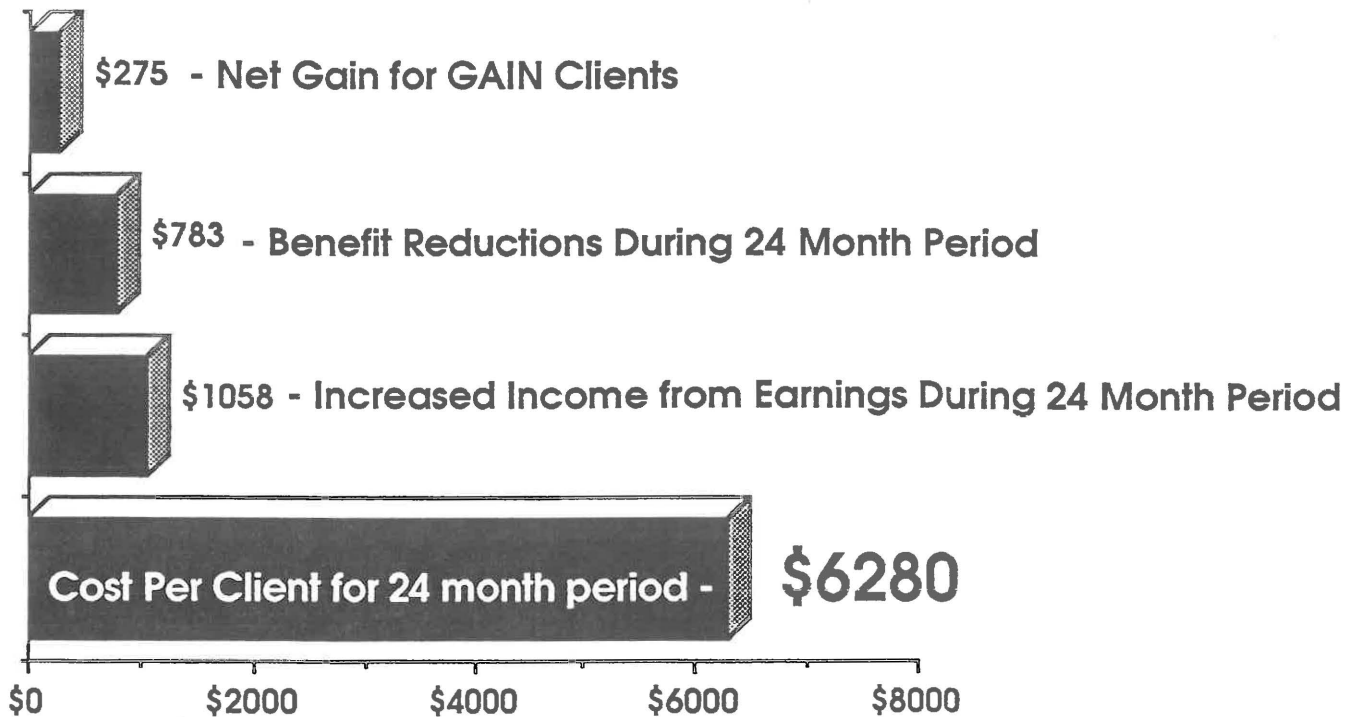 $275 - Net Gain for GAIN Clients
$783 - Benefit Reductions During 24 Month Period
$1058 - Increased Income from Earnings During 24 Month Period
Cost Per Client for 24 month period - $6280
$0 $2000 $4000 $6000 $8000